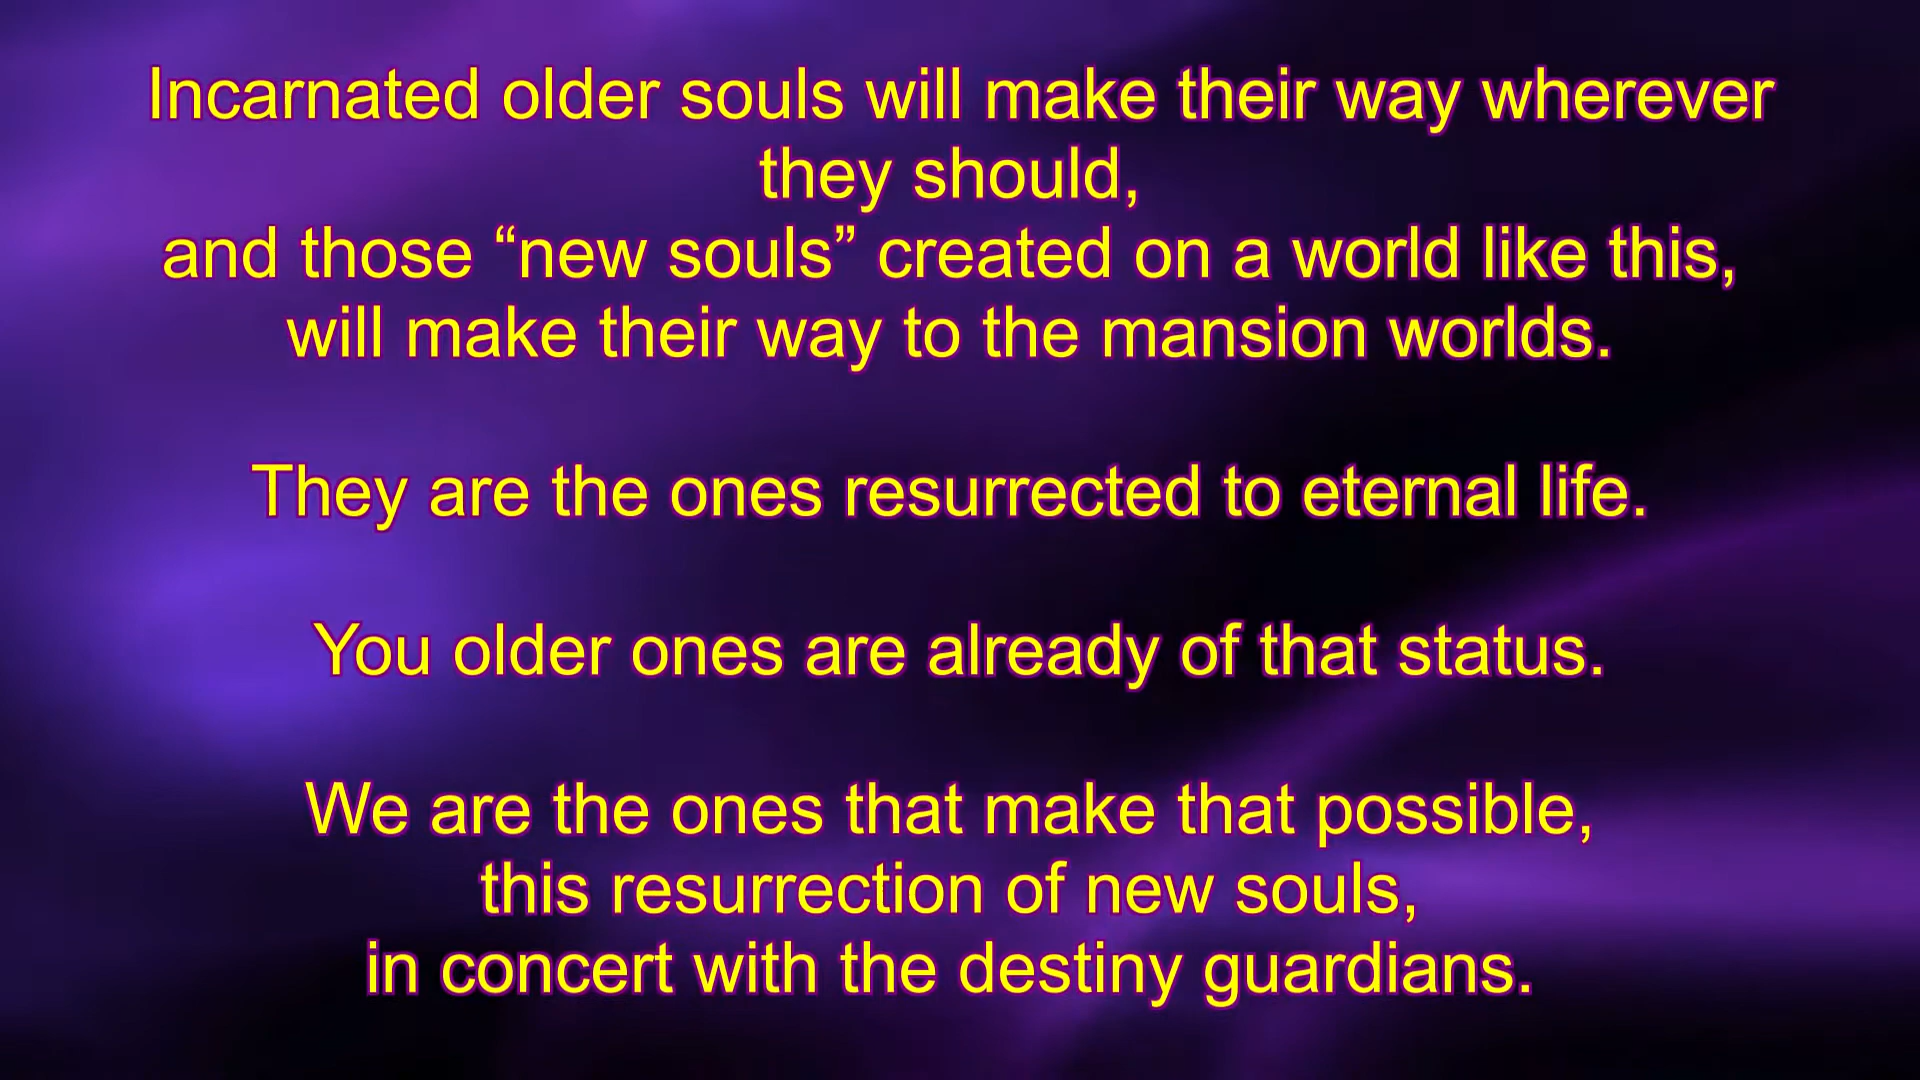 Incarnated older souls will make their way wherever
they should,
and those “new souls” created on a world like this,
will make their way to the mansion worlds.
They are the ones resurrected to eternal life.
You older ones are already of that status.
We are the ones that make that possible,
this resurrection of new souls,
in concert with the destiny guardians.